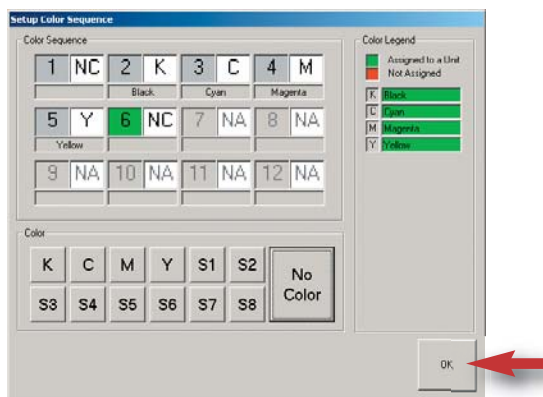 Setup Color Sequence
Color Sequence
1 NC 2 K 3 C 4 M
Black Cyan Magenta
5 Y 6 NC 7 NA 8 NA
Yellow
9 NA 10 NA 11 NA 12 NA
Color
K C M Y S1 S2
S3 S4 S5 S6 S7 S8
No
Color
Color Legend
Assigned to a Unit
Not Assigned
K Black
C Cyan
M Magenta
Y Yellow
OK